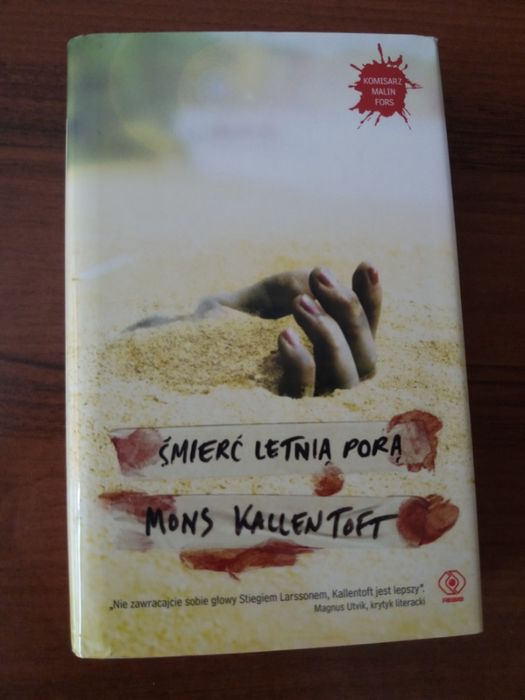 KOMISARZ
MALIN
FORS
ŚMIERĆ LETNIĄ PORĄ
MONS KALLENTOFT
„Nie zawracajcie sobie głowy Stiegiem Larssonem, Kallentoft jest lepszy”.
Magnus Utvik, krytyk literacki
REBIS